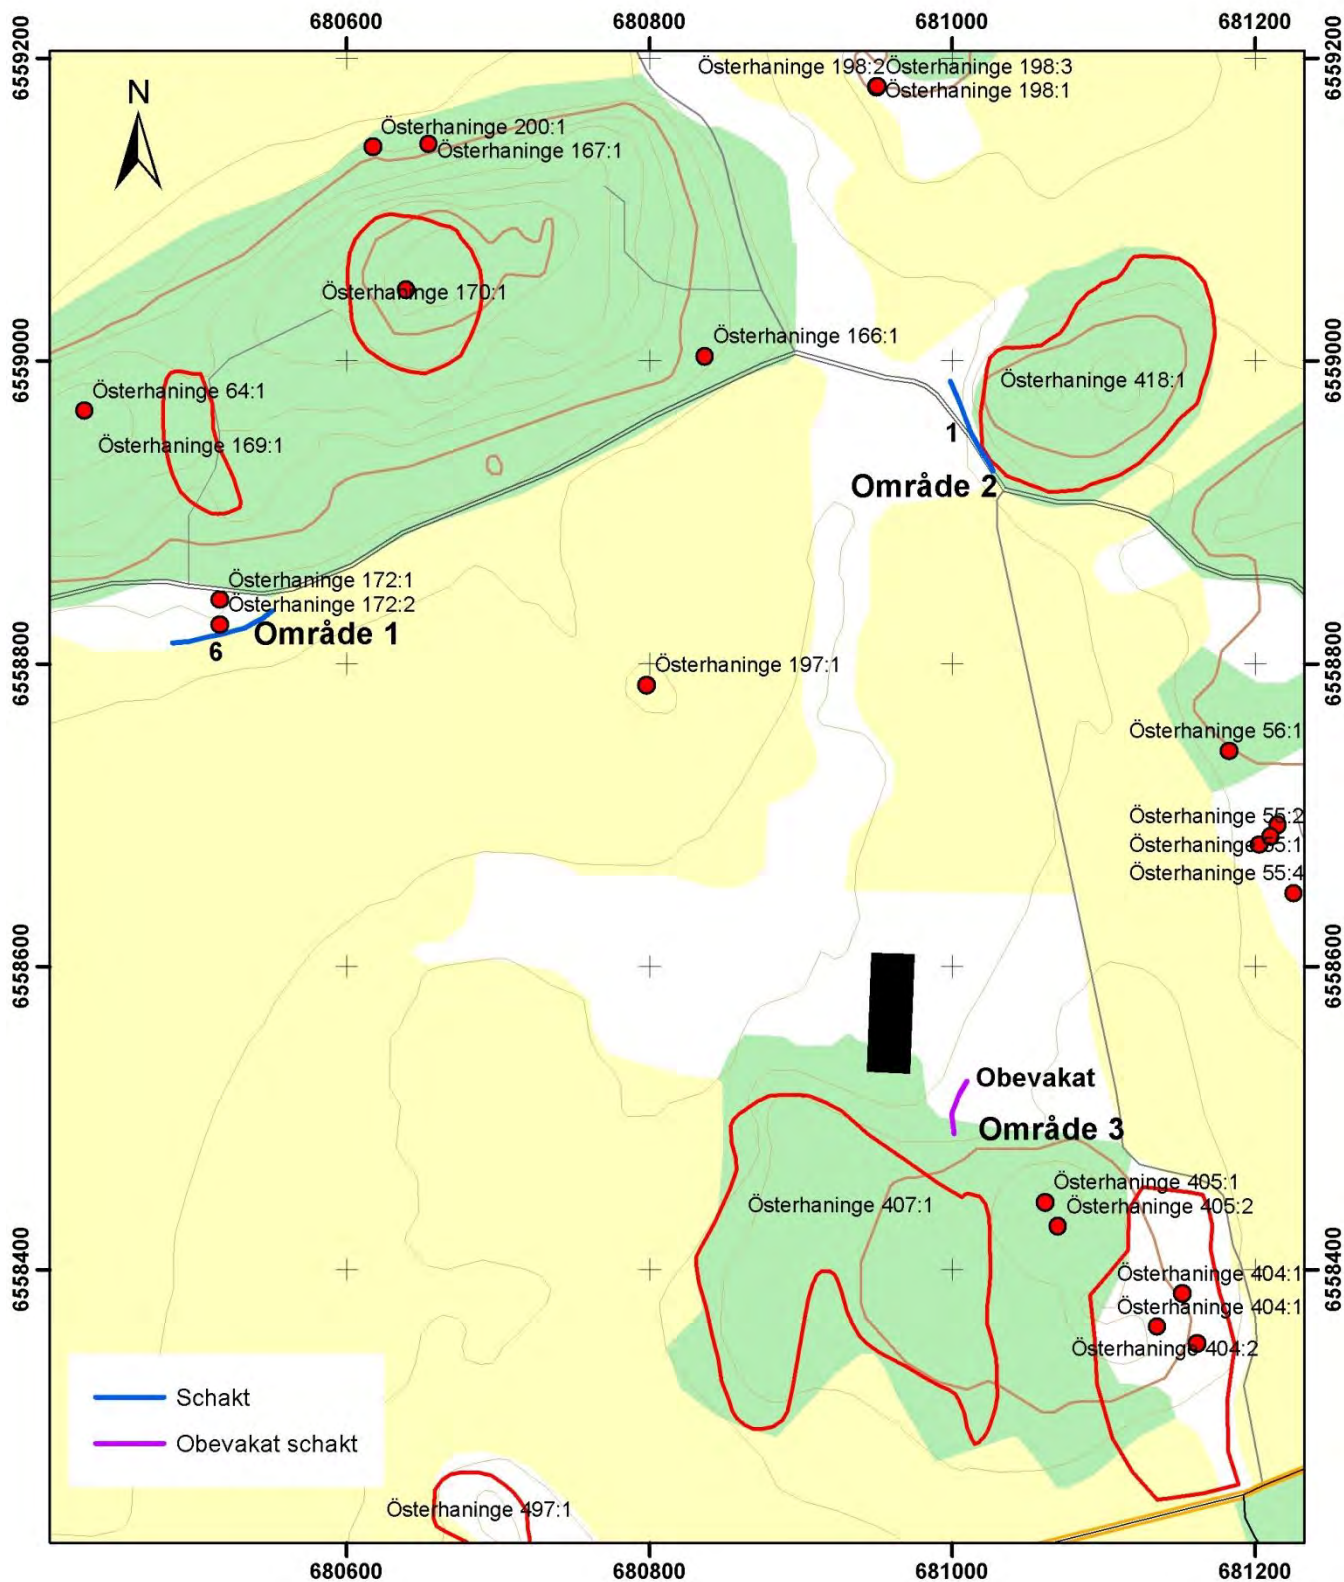 680600 680800 681000 681200
6559200 6559200
N
Österhaninge 198:2 Österhaninge 198:3
Österhaninge 198:1
Österhaninge 200:1
Österhaninge 167:1
Österhaninge 170:1
Österhaninge 166:1
6559000 6559000
Österhaninge 418:1
Österhaninge 64:1
Österhaninge 169:1
1
Område 2
Österhaninge 172:1
Österhaninge 172:2
Område 1
6
6558800 6558800
Österhaninge 197:1
Österhaninge 56:1
Österhaninge 55:2
Österhaninge 55:1
Österhaninge 55:4
6558600 6558600
Obevakat
Område 3
Österhaninge 405:1
Österhaninge 407:1 Österhaninge 405:2
6558400 6558400
Österhaninge 404:1
Österhaninge 404:1
Österhaninge 404:2
Schakt
Obevakat schakt
Österhaninge 497:1
680600 680800 681000 681200